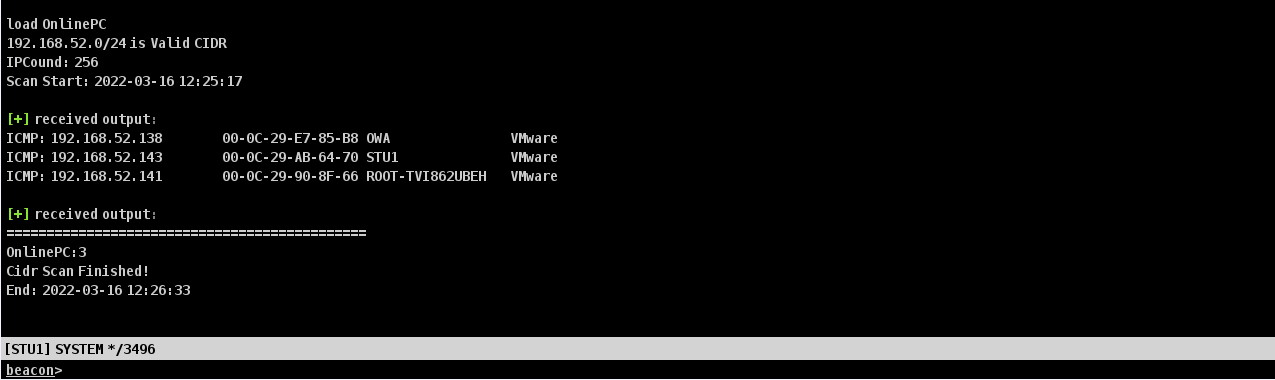 load OnlinePC
192.168.52.0/24 is Valid CIDR
IPCound: 256
Scan Start: 2022-03-16 12:25:17
[+] received output:
ICMP: 192.168.52.138 00-0C-29-E7-85-B8 OWA VMware
ICMP: 192.168.52.143 00-0C-29-AB-64-70 STU1 VMware
ICMP: 192.168.52.141 00-0C-29-90-8F-66 ROOT-TVI862UBEH VMware
[+] received output:
=============================================
OnlinePC:3
Cidr Scan Finished!
End: 2022-03-16 12:26:33
[STU1] SYSTEM */3496
beacon>